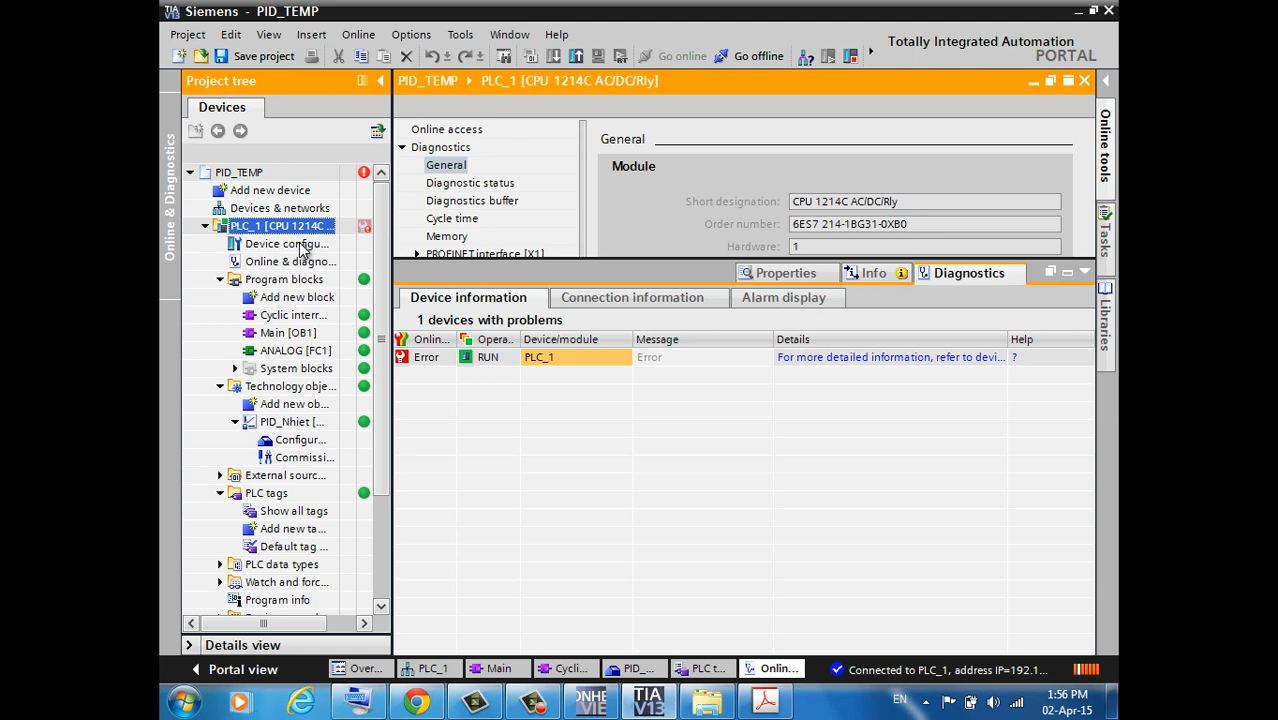 TIA
V13
Siemens - PID_TEMP
Project Edit View Insert Online Options Tools Window Help
Save project
Go online
Go offline
Totally Integrated Automation
PORTAL
Project tree
PID_TEMP PLC_1 [CPU 1214C AC/DC/Rly]
Devices
Online & Diagnostics
PID_TEMP
Add new device
Devices & networks
PLC_1 [CPU 1214C ...
Device configu...
Online & diagno...
Program blocks
Add new block
Cyclic interr...
Main [OB1]
ANALOG [FC1]
System blocks
Technology obje...
Add new ob...
PID_Nhiet [...
Configur...
Commissi...
External sourc...
PLC tags
Show all tags
Add new ta...
Default tag ...
PLC data types
Watch and forc...
Program info
Details view
Online access
Diagnostics
General
Diagnostic status
Diagnostics buffer
Cycle time
Memory
PROFINET interface [X1]
General
Module
Short designation: CPU 1214C AC/DC/Rly
Order number: 6ES7 214-1BG31-0XB0
Hardware: 1
Properties
Info
Diagnostics
Device information
Connection information
Alarm display
1 devices with problems
Onlin... Opera... Device/module Message Details Help
Error RUN PLC_1 Error For more detailed information, refer to devi... ?
Online tools
Tasks
Libraries
Portal view
Over...
PLC_1
Main
Cycli...
PID_...
PLC t...
Onlin...
Connected to PLC_1, address IP=192.1...
TIA
V13
EN
1:56 PM
02-Apr-15